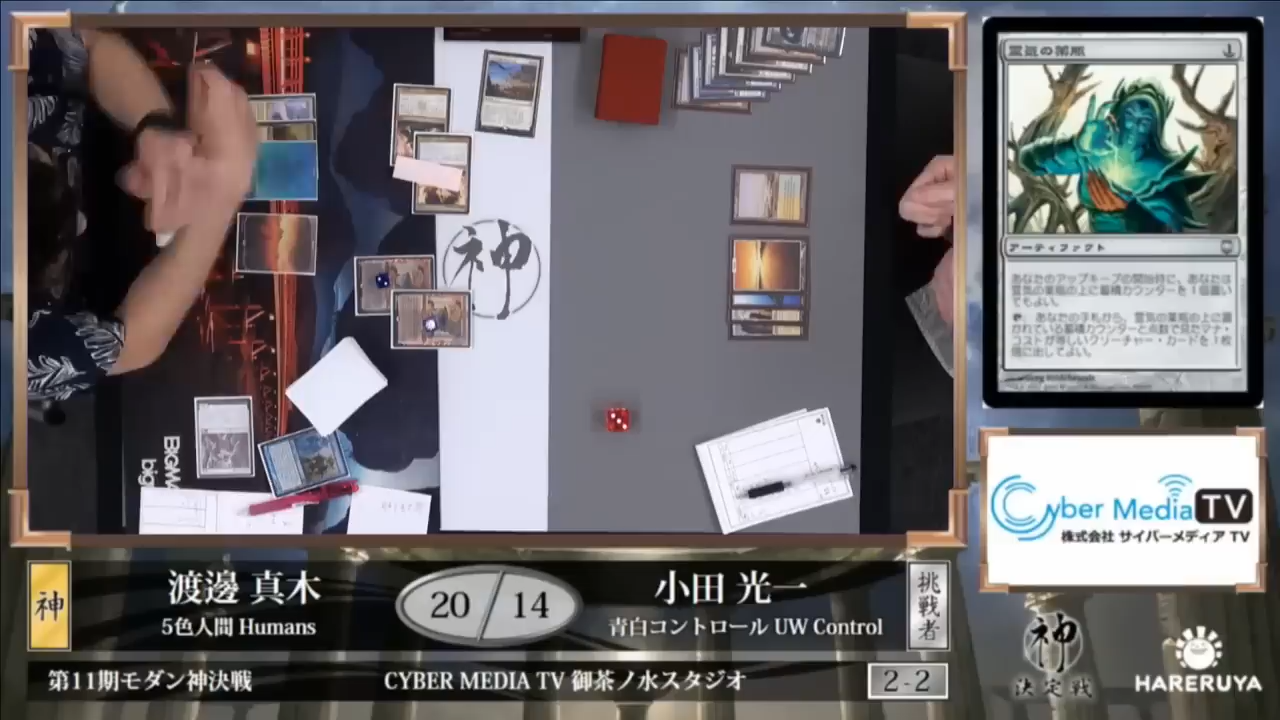 霊気の薬瓶
1
アーティファクト
あなたのアップキープの開始時に、あなたは
霊気の薬瓶の上に蓄積カウンターを1個置い
てもよい。
あなたの手札から、霊気の薬瓶の上に置
かれている蓄積カウンターと点数で見たマナ・
コストが等しいクリーチャー・カードを1枚
場に出してよい。
神
BIGM
big
Cyber Media TV
株式会社 サイバーメディア TV
神
渡邊 真木
5色人間 Humans
20 / 14
小田 光一
青白コントロール UW Control
挑戦者
第11期モダン神決戦
CYBER MEDIA TV 御茶ノ水スタジオ
2-2
神
決定戦
HARERUYA